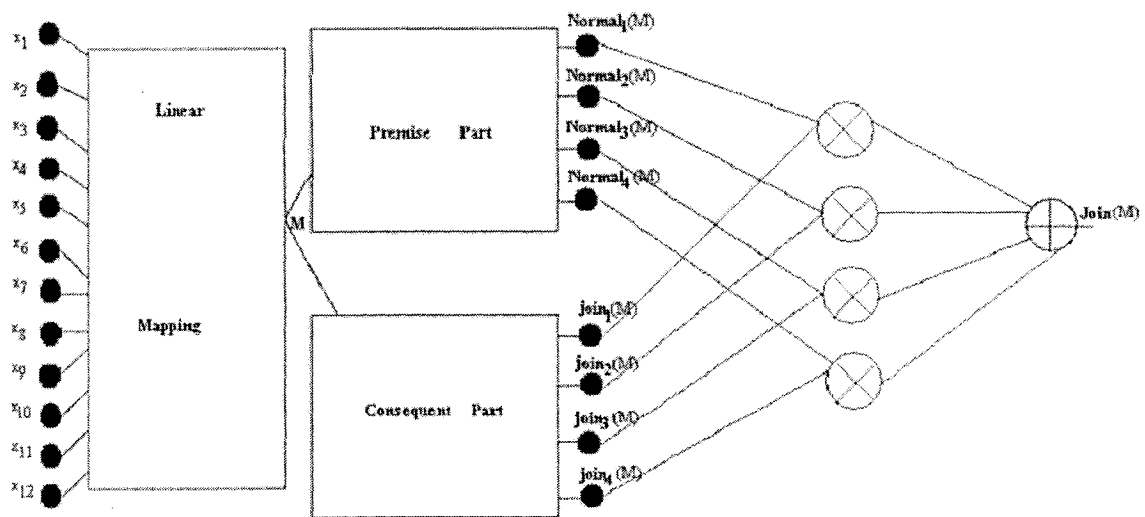 x1
x2
x3
x4
x5
x6
x7
x8
x9
x10
x11
x12
Linear
Mapping
M
Premise Part
Consequent Part
Normal1(M)
Normal2(M)
Normal3(M)
Normal4(M)
join1(M)
join2(M)
join3(M)
join4(M)
Join(M)